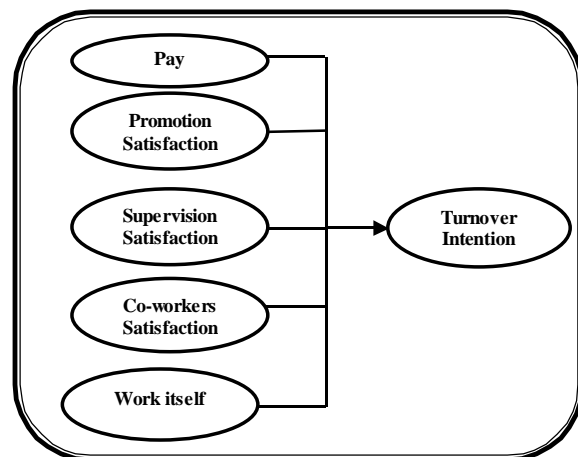 Pay
Promotion
Satisfaction
Supervision
Satisfaction
Turnover
Intention
Co-workers
Satisfaction
Work itself